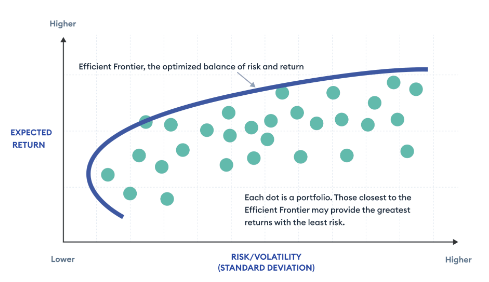 Higher
Efficient Frontier, the optimized balance of risk and return
EXPECTED
RETURN
Each dot is a portfolio. Those closest to the
Efficient Frontier may provide the greatest
returns with the least risk.
Lower
RISK/VOLATILITY
(STANDARD DEVIATION)
Higher